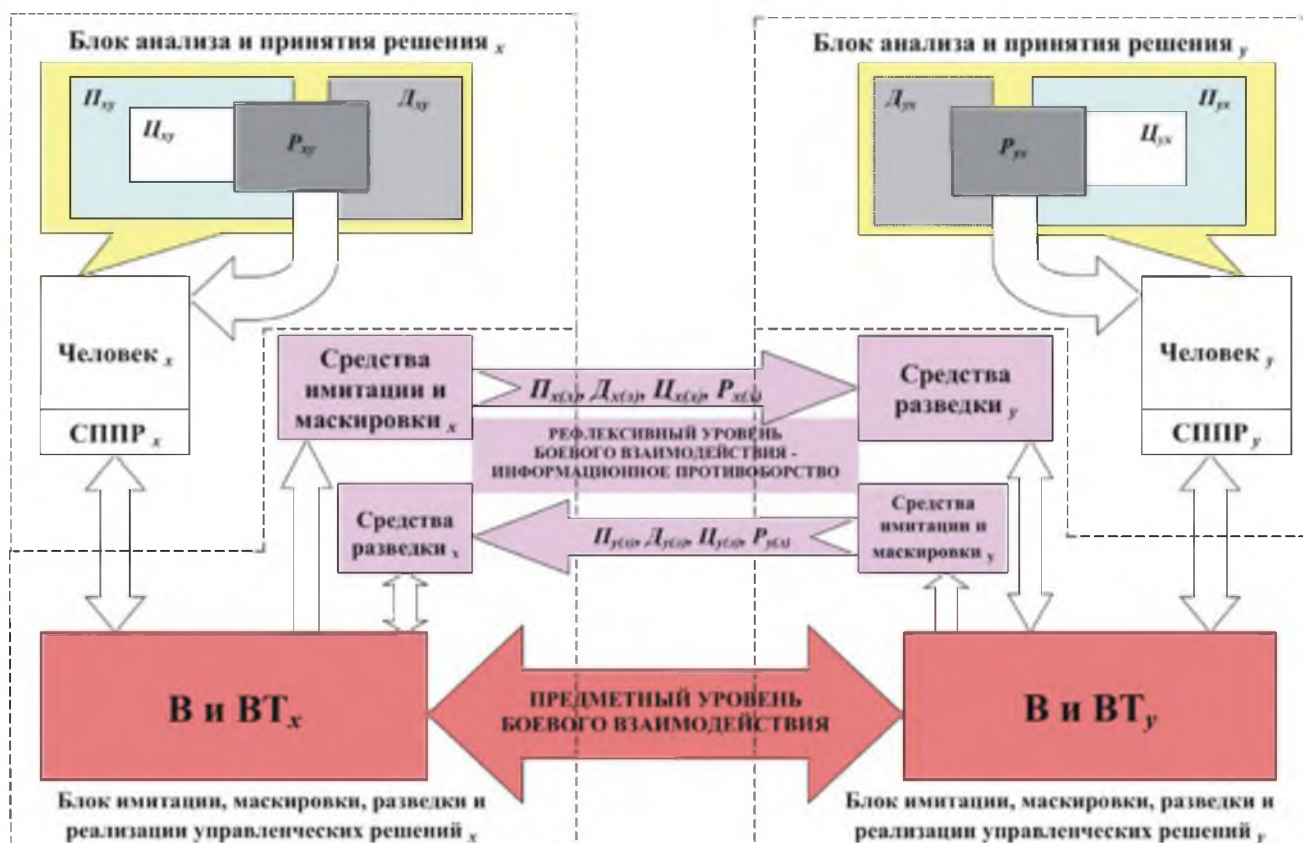 Блок анализа и принятия решения x
Блок анализа и принятия решения y
Пxy
Дxy
Цxy
Рxy
Дyx
Пyx
Цyx
Рyx
Человек x
СППР x
Человек y
СППР y
Средства
имитации и
маскировки x
Средства
разведки y
РЕФЛЕКСИВНЫЙ УРОВЕНЬ
БОЕВОГО ВЗАИМОДЕЙСТВИЯ -
ИНФОРМАЦИОННОЕ ПРОТИВОБОРСТВО
Средства
разведки x
Средства
имитации и
маскировки y
В и ВТx
ПРЕДМЕТНЫЙ УРОВЕНЬ
БОЕВОГО ВЗАИМОДЕЙСТВИЯ
В и ВТy
Блок имитации, маскировки, разведки и
реализации управленческих решений x
Блок имитации, маскировки, разведки и
реализации управленческих решений y